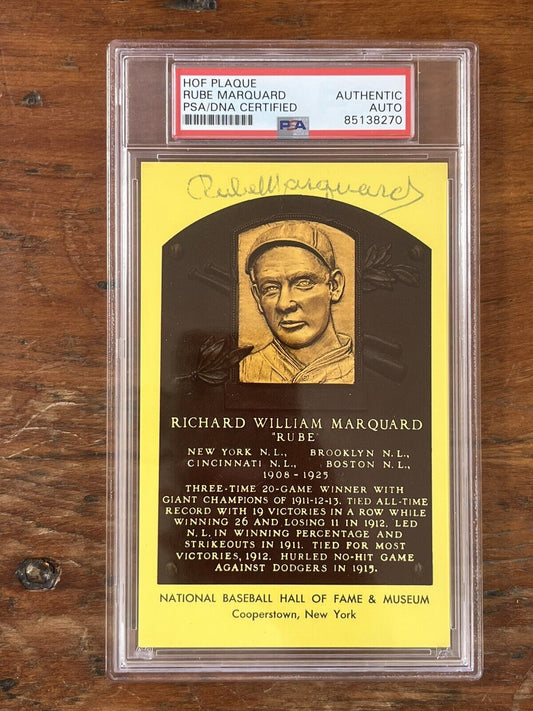 HOF PLAQUE
RUBE MARQUARD
PSA/DNA CERTIFIED
AUTHENTIC
AUTO
PSA
85138270
Rube Marquard
RICHARD WILLIAM MARQUARD
"RUBE"
NEW YORK N.L., BROOKLYN N.L.,
CINCINNATI N.L., BOSTON N.L.,
1908 - 1925
THREE-TIME 20-GAME WINNER WITH
GIANT CHAMPIONS OF 1911-12-13. TIED ALL-TIME
RECORD WITH 19 VICTORIES IN A ROW WHILE
WINNING 26 AND LOSING 11 IN 1912. LED
N.L. IN WINNING PERCENTAGE AND
STRIKEOUTS IN 1911. TIED FOR MOST
VICTORIES, 1912. HURLED NO-HIT GAME
AGAINST DODGERS IN 1915.
NATIONAL BASEBALL HALL OF FAME & MUSEUM
Cooperstown, New York